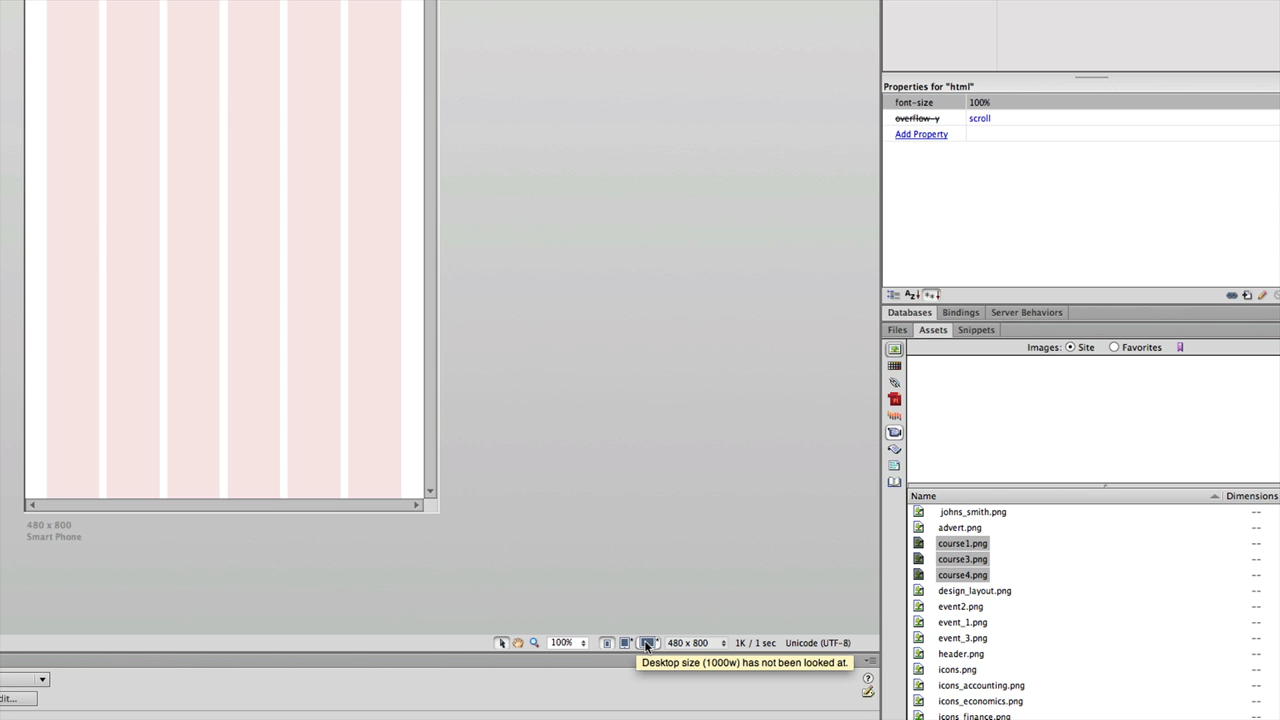 Properties for "html"
font-size 100%
overflow-y scroll
Add Property
Databases Bindings Server Behaviors
Files Assets Snippets
Images: Site Favorites
Name Dimensions
johns_smith.png --
advert.png --
course1.png --
course3.png --
course4.png --
design_layout.png --
event2.png --
event_1.png --
event_3.png --
header.png --
icons.png --
icons_accounting.png --
icons_economics.png --
icons_finance.png --
480 x 800
Smart Phone
100% 480 x 800 1K / 1 sec Unicode (UTF-8)
Desktop size (1000w) has not been looked at.
dit...